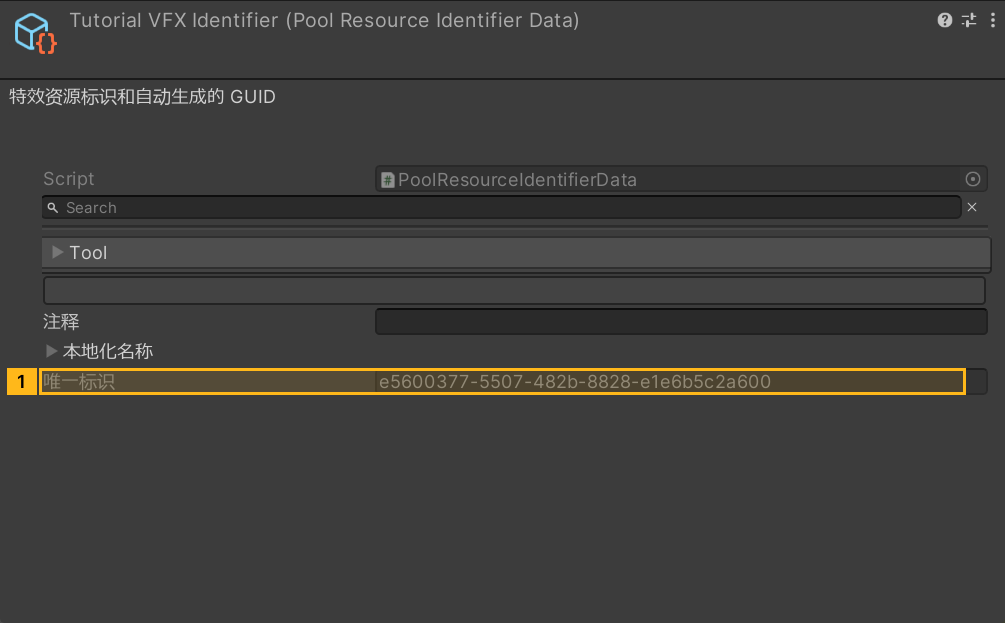 Tutorial VFX Identifier (Pool Resource Identifier Data)
特效资源标识和自动生成的 GUID
Script PoolResourceIdentifierData
Search
Tool
注释
本地化名称
1 唯一标识 e5600377-5507-482b-8828-e1e6b5c2a600